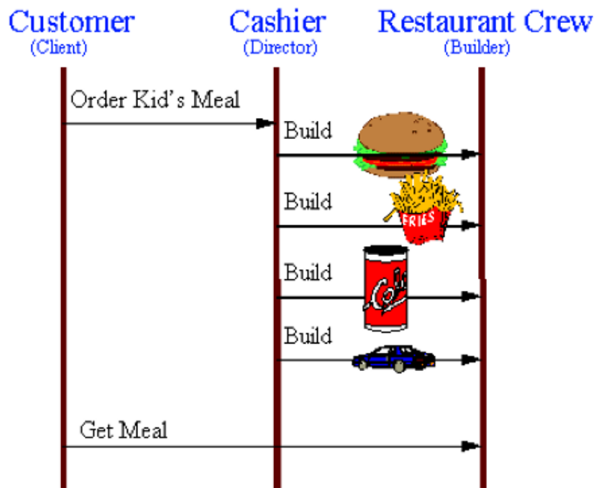 Customer Cashier Restaurant Crew
(Client) (Director) (Builder)
Order Kid's Meal
Build
Build
FRIES
Build
Build
Get Meal